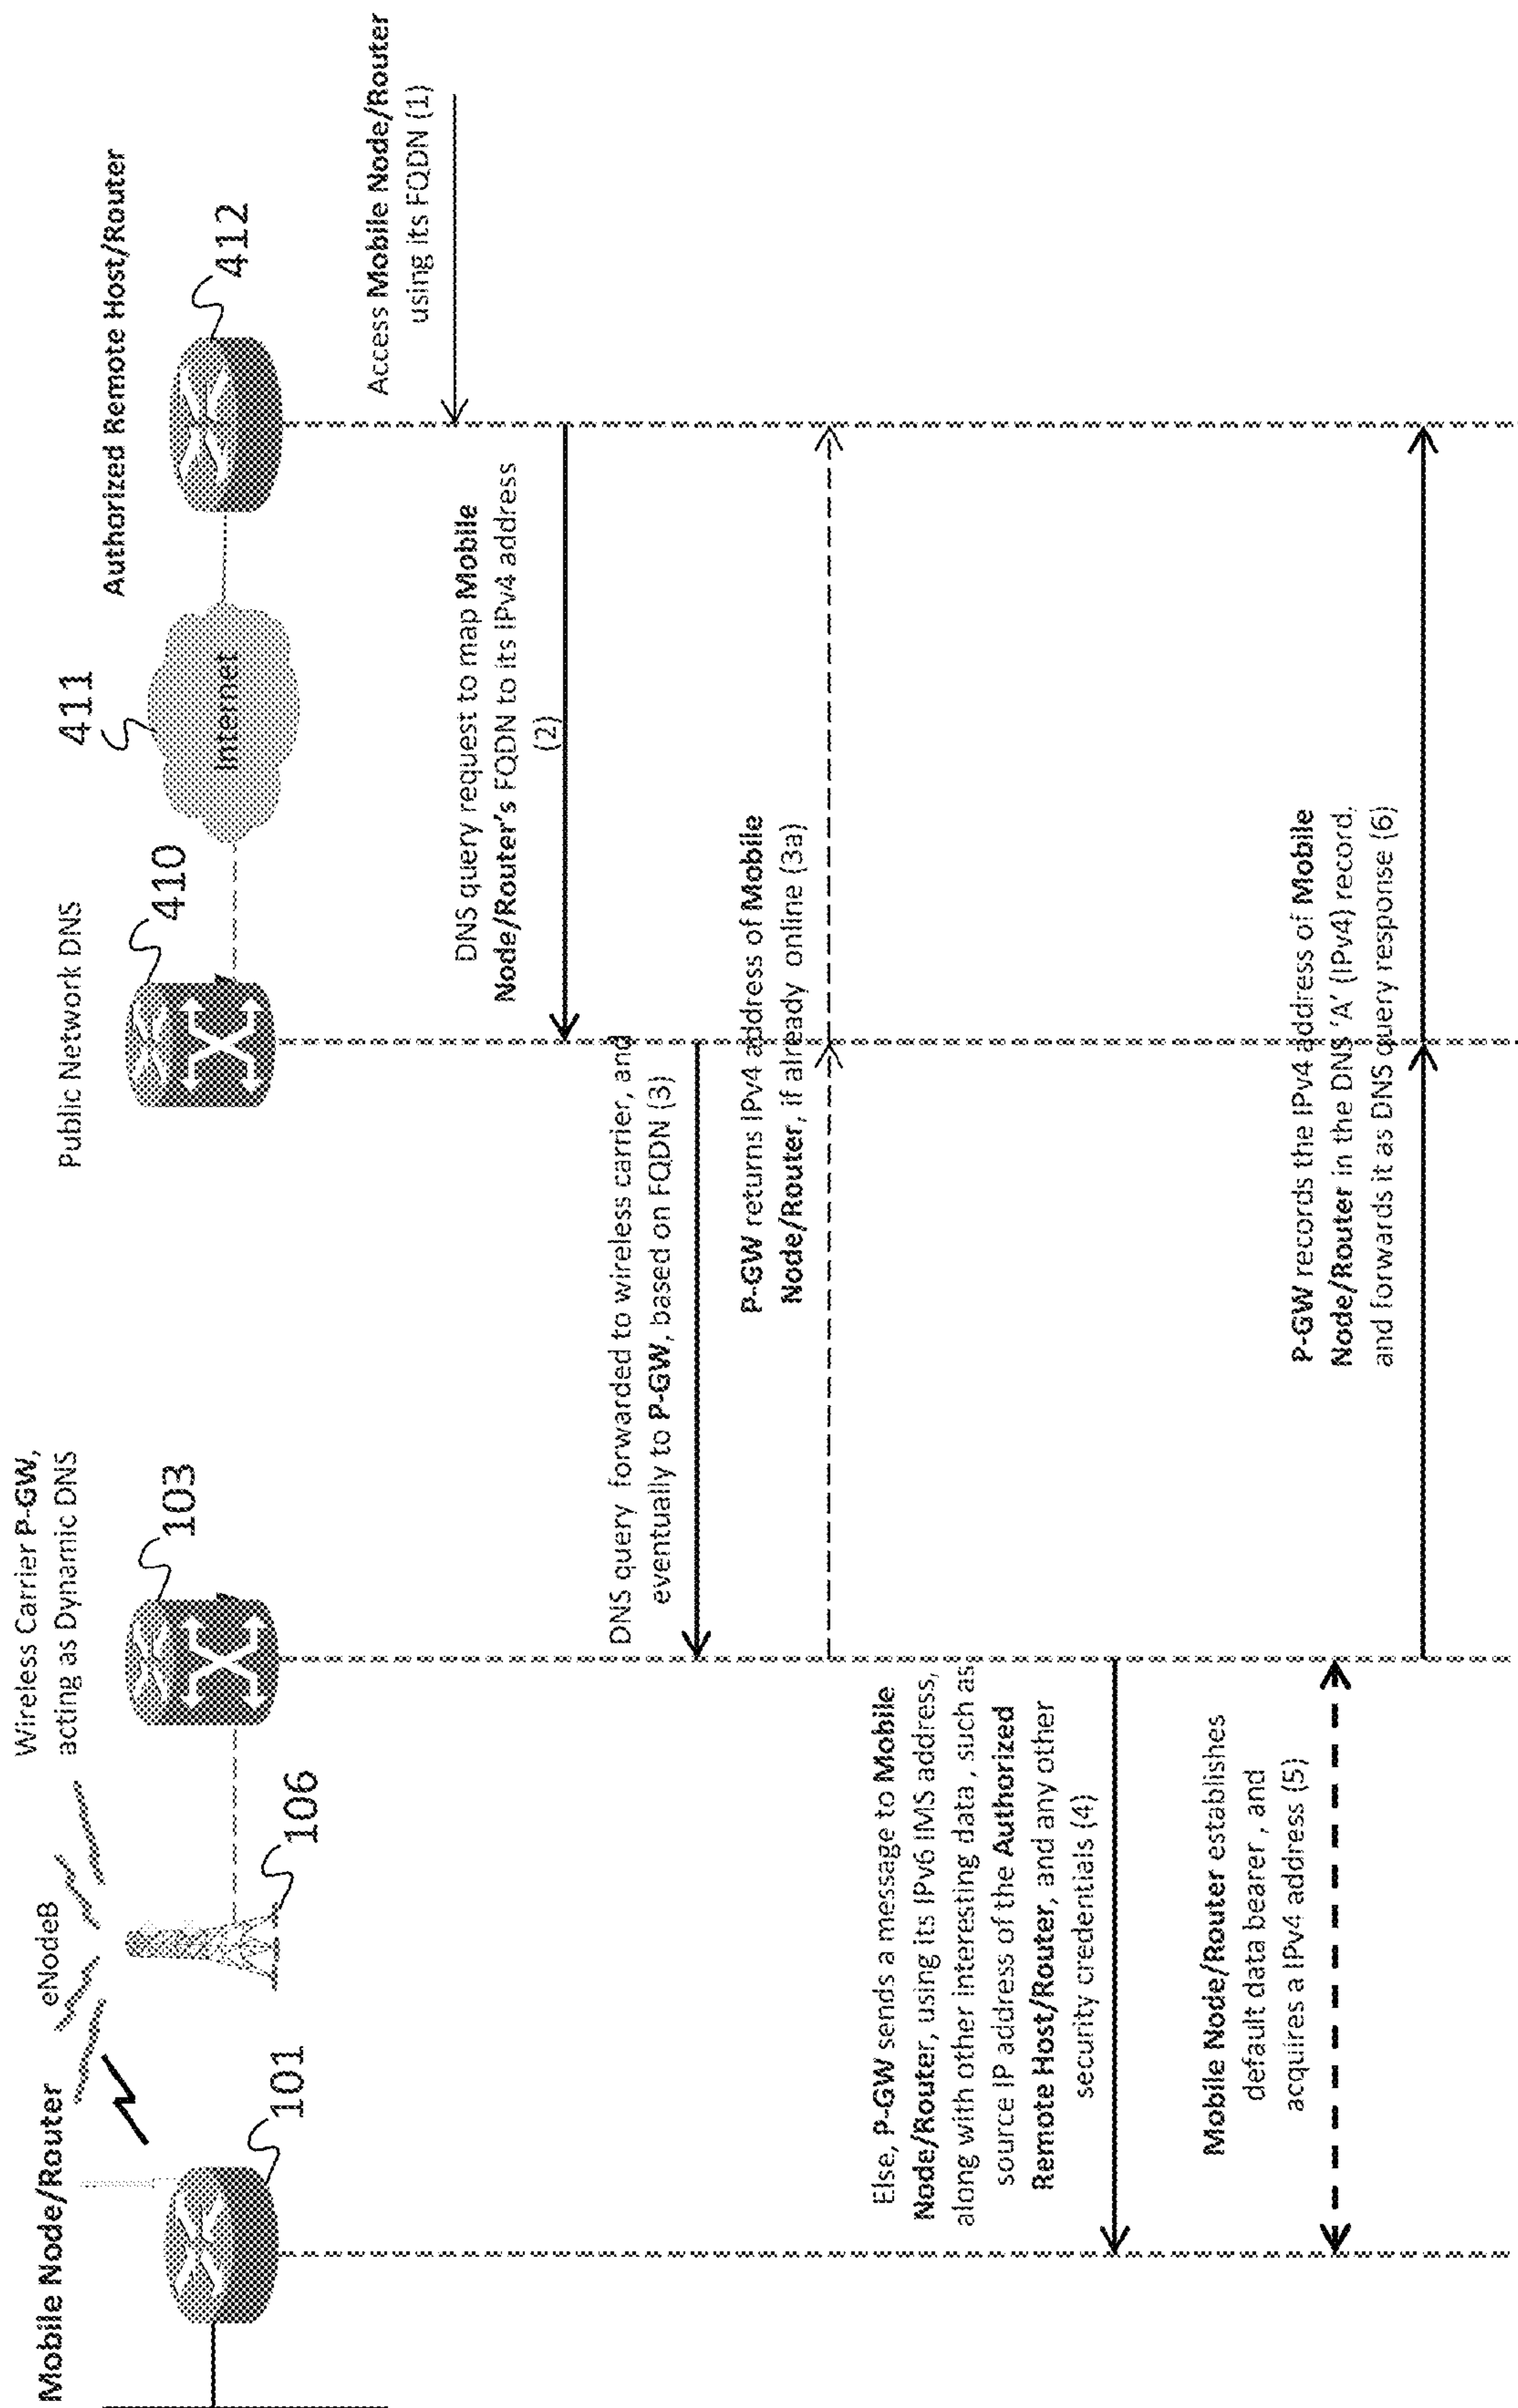 Mobile Node/Router
101
eNodeB
106
Wireless Carrier P-GW,
acting as Dynamic DNS
103
Public Network DNS
410
411
Internet
Authorized Remote Host/Router
412
Access Mobile Node/Router
using its FQDN (1)
DNS query request to map Mobile
Node/Router's FQDN to its IPv4 address
(2)
DNS query forwarded to wireless carrier, and
eventually to P-GW, based on FQDN (3)
P-GW returns IPv4 address of Mobile
Node/Router, if already online (3a)
Else, P-GW sends a message to Mobile
Node/Router, using its IPv6 IMS address,
along with other interesting data , such as
source IP address of the Authorized
Remote Host/Router, and any other
security credentials (4)
Mobile Node/Router establishes
default data bearer , and
acquires a IPv4 address (5)
P-GW records the IPv4 address of Mobile
Node/Router in the DNS 'A' (IPv4) record,
and forwards it as DNS query response (6)